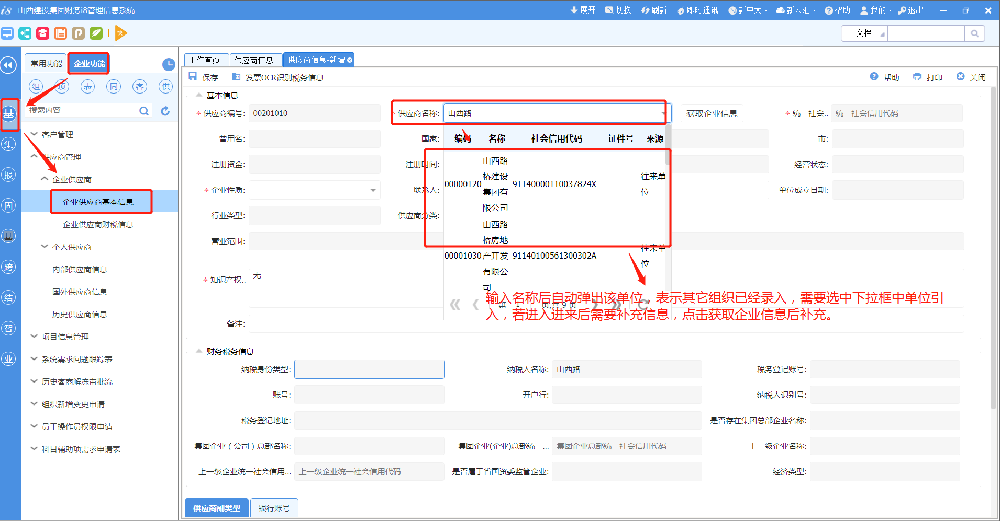 i8 山西建投集团财务i8管理信息系统
展开 切换 刷新 即时通讯 新中大 新云汇 帮助 我的 退出
快
文档
常用功能 企业功能
组 项 表 同 客 供
搜索内容
基
集
报
固
基
跨
结
智
业
客户管理
供应商管理
企业供应商
企业供应商基本信息
企业供应商财税信息
个人供应商
内部供应商信息
国外供应商信息
历史供应商信息
项目信息管理
系统需求问题跟踪表
历史客商解冻审批流
组织新增变更申请
员工操作员权限申请
科目辅助项需求申请表
工作首页 供应商信息 供应商信息-新增
保存 发票OCR识别税务信息 帮助 打印 关闭
基本信息
* 供应商编号: 00201010 * 供应商名称: 山西路 获取企业信息 * 统一社会.. 统一社会信用代码
曾用名: 国家: 市:
注册资金: 注册时间: 经营状态:
* 企业性质: 联系人: 单位成立日期:
行业类型: 供应商分类:
营业范围:
* 知识产权.. 无
备注:
编码 名称 社会信用代码 证件号 来源
00000120 山西路桥建设集团有限公司 91140000110037824X 往来单位
00001030 山西路桥房地产开发有限公司 91140100561300302A 往来单位
第 1 页,共 9 页
输入名称后自动弹出该单位，表示其它组织已经录入，需要选中下拉框中单位引
入，若进入进来后需要补充信息，点击获取企业信息后补充。
财务税务信息
纳税身份类型: 纳税人名称: 山西路 税务登记账号:
账号: 开户行: 纳税人识别号:
税务登记地址: 是否存在集团总部企业名称:
集团企业（公司）总部名称: 集团企业(企业)总部统一... 集团企业总部统一社会信用代码 上一级企业名称:
上一级企业统一社会信用... 上一级企业统一社会信用代码 是否属于省国资委监管企业: 经济类型:
供应商副类型 银行账号